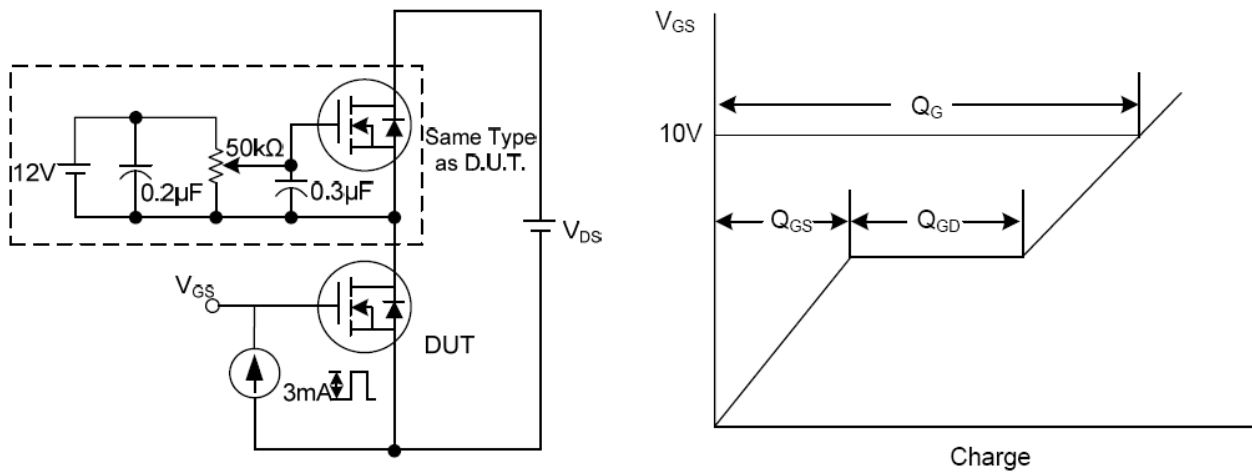 12V
0.2µF
50kΩ
0.3µF
Same Type
as D.U.T.
V_DS
V_GS
DUT
3mA
V_GS
10V
Q_G
Q_GS
Q_GD
Charge